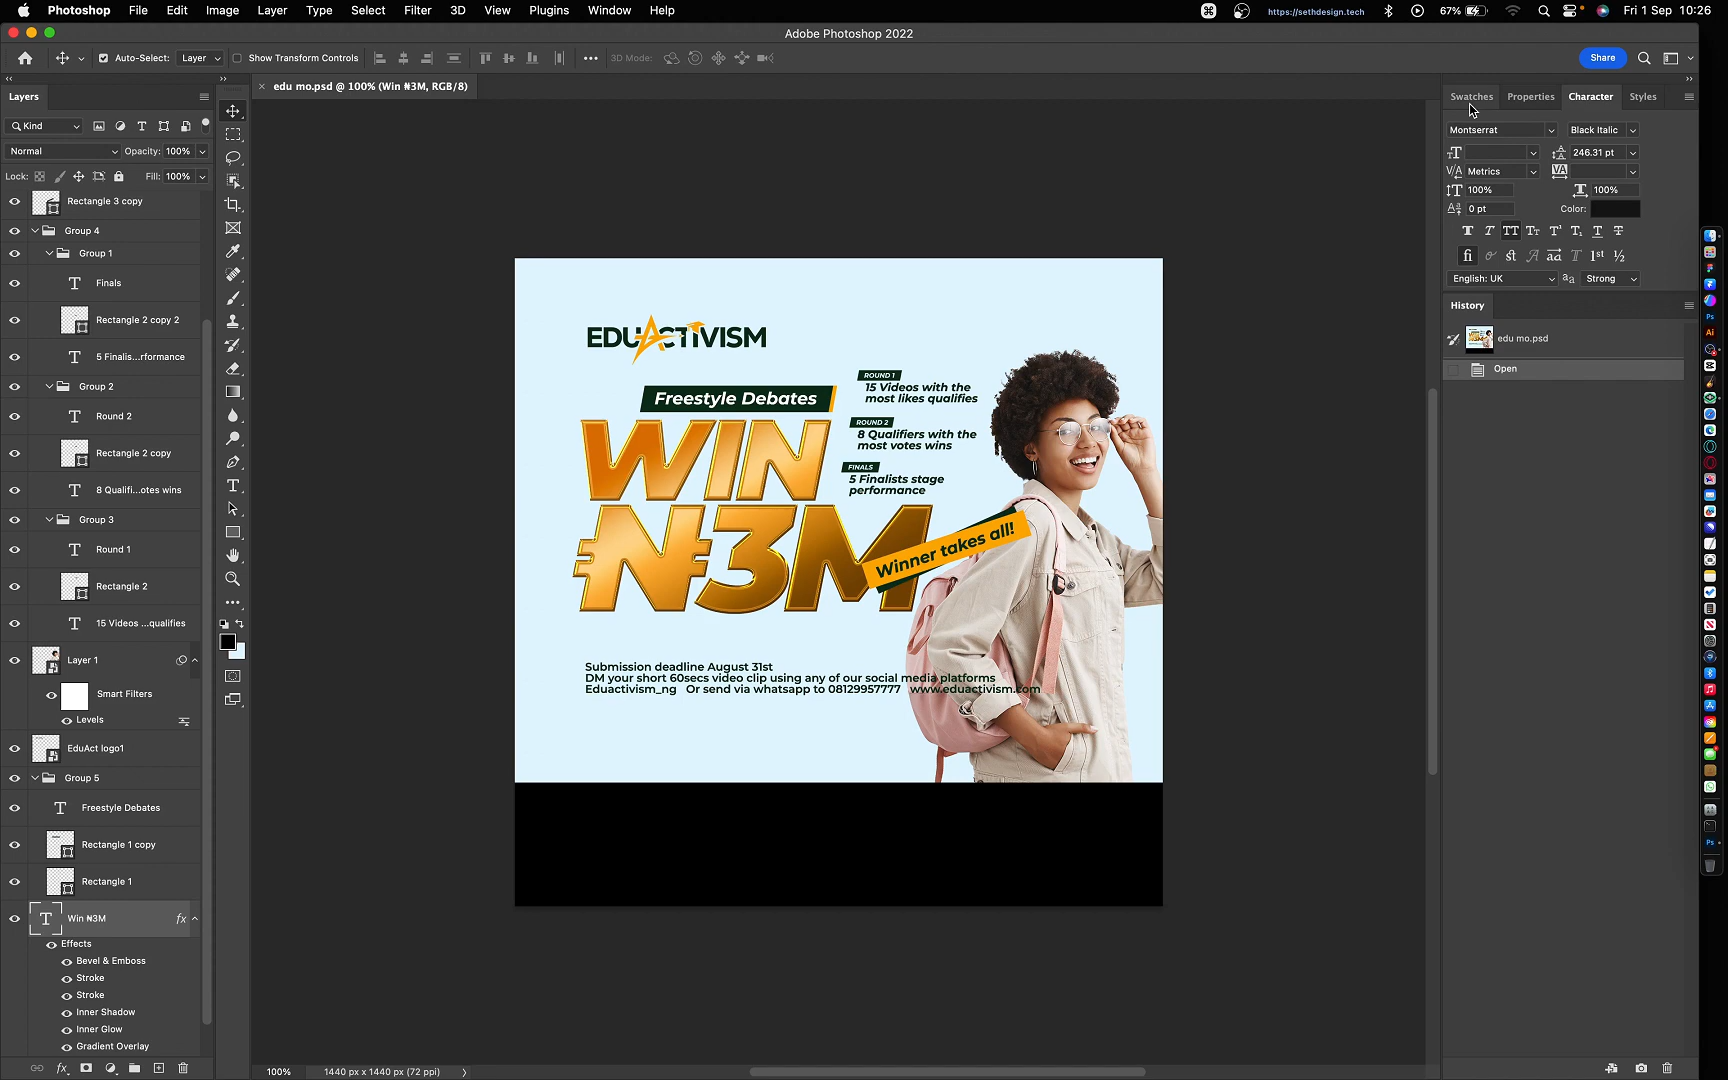 Photoshop File Edit Image Layer Type Select Filter 3D View Plugins Window Help
https://sethdesign.tech 67% Fri 1 Sep 10:26
Adobe Photoshop 2022
Auto-Select: Layer Show Transform Controls 3D Mode: Share
edu mo.psd @ 100% (Win ₦3M, RGB/8)
Layers
Kind
Normal Opacity: 100%
Lock: Fill: 100%
Rectangle 3 copy
Group 4
Group 1
Finals
Rectangle 2 copy 2
5 Finalis...rformance
Group 2
Round 2
Rectangle 2 copy
8 Qualifi...otes wins
Group 3
Round 1
Rectangle 2
15 Videos ...qualifies
Layer 1
Smart Filters
Levels
EduAct logo1
Group 5
Freestyle Debates
Rectangle 1 copy
Rectangle 1
Win ₦3M fx
Effects
Bevel & Emboss
Stroke
Stroke
Inner Shadow
Inner Glow
Gradient Overlay
EDUACTIVISM
Freestyle Debates
WIN
₦3M
ROUND 1
15 Videos with the
most likes qualifies
ROUND 2
8 Qualifiers with the
most votes wins
FINALS
5 Finalists stage
performance
Winner takes all!
Submission deadline August 31st
DM your short 60secs video clip using any of our social media platforms
Eduactivism_ng Or send via whatsapp to 08129957777 www.eduactivism.com
100% 1440 px x 1440 px (72 ppi)
Swatches Properties Character Styles
Montserrat Black Italic
246.31 pt
Metrics
100% 100%
0 pt Color:
English: UK Strong
History
edu mo.psd
Open